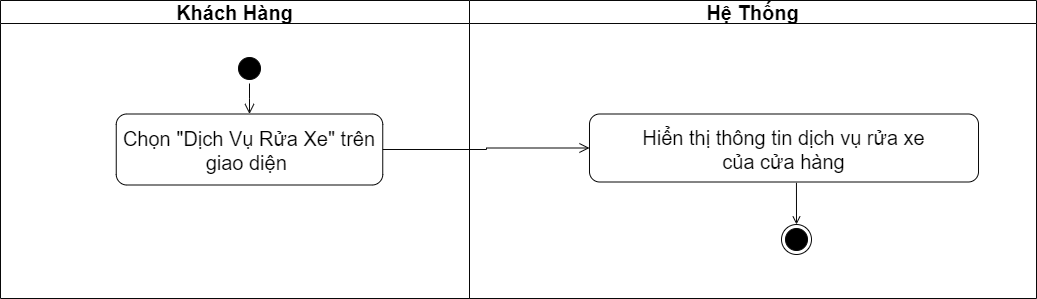 Khách Hàng
Hệ Thống
Chọn "Dịch Vụ Rửa Xe" trên
giao diện
Hiển thị thông tin dịch vụ rửa xe
của cửa hàng